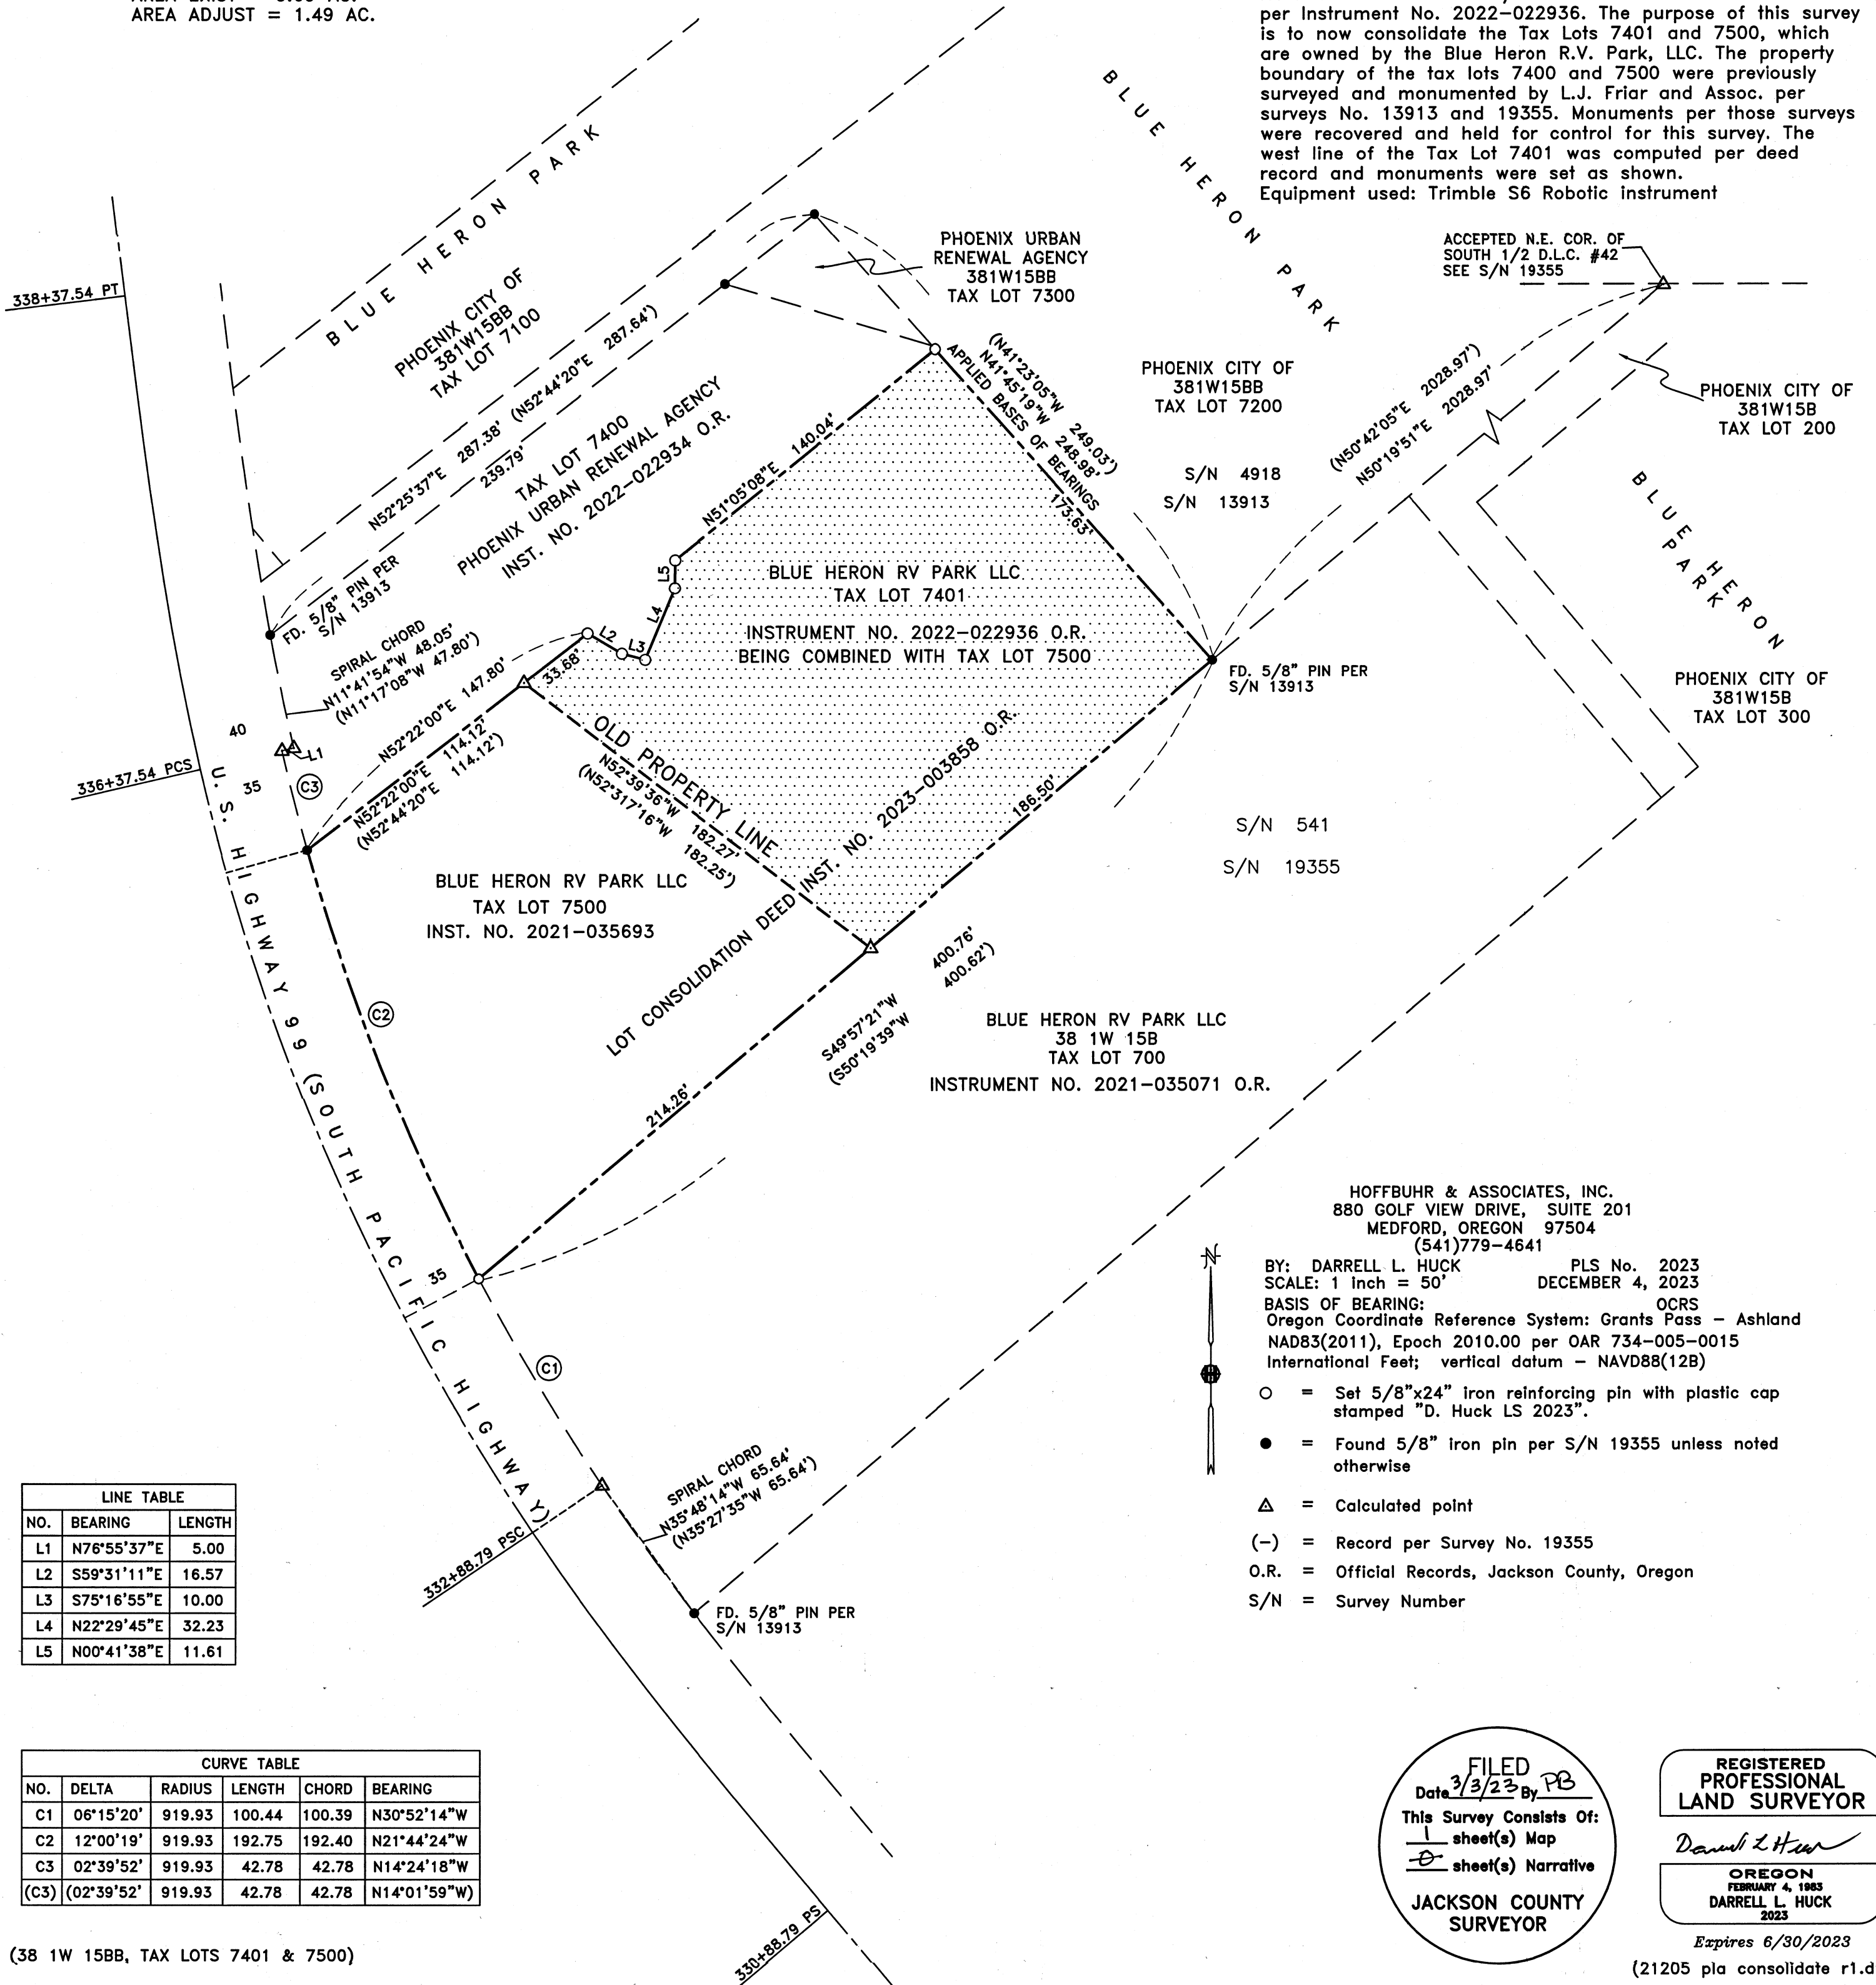 AREA ADJUST = 1.49 AC.
per Instrument No. 2022-022936. The purpose of this survey
is to now consolidate the Tax Lots 7401 and 7500, which
are owned by the Blue Heron R.V. Park, LLC. The property
boundary of the tax lots 7400 and 7500 were previously
surveyed and monumented by L.J. Friar and Assoc. per
surveys No. 13913 and 19355. Monuments per those surveys
were recovered and held for control for this survey. The
west line of the Tax Lot 7401 was computed per deed
record and monuments were set as shown.
Equipment used: Trimble S6 Robotic instrument
BLUE HERON PARK
BLUE HERON PARK
PHOENIX URBAN
RENEWAL AGENCY
381W15BB
TAX LOT 7300
ACCEPTED N.E. COR. OF
SOUTH 1/2 D.L.C. #42
SEE S/N 19355
338+37.54 PT
PHOENIX CITY OF
381W15BB
TAX LOT 7100
N52°25'37"E 287.38' (N52°44'20"E 287.64')
239.79'
TAX LOT 7400
PHOENIX URBAN RENEWAL AGENCY
INST. NO. 2022-022934 O.R.
(N41°23'05"W 249.03')
N41°45'19"W 248.98'
APPLIED BASES OF BEARINGS
173.63'
PHOENIX CITY OF
381W15BB
TAX LOT 7200
S/N 4918
S/N 13913
(N50°42'05"E 2028.97')
N50°19'51"E 2028.97'
PHOENIX CITY OF
381W15B
TAX LOT 200
BLUE HERON
PARK
N51°05'08"E 140.04'
FD. 5/8" PIN PER
S/N 13913
SPIRAL CHORD
N11°41'54"W 48.05'
(N11°17'08"W 47.80')
L5
L4
L2
L3
33.68'
BLUE HERON RV PARK LLC
TAX LOT 7401
INSTRUMENT NO. 2022-022936 O.R.
BEING COMBINED WITH TAX LOT 7500
FD. 5/8" PIN PER
S/N 13913
PHOENIX CITY OF
381W15B
TAX LOT 300
40
L1
336+37.54 PCS
35
C3
N52°22'00"E 147.80'
N52°22'00"E 114.12'
(N52°44'20"E 114.12')
OLD PROPERTY LINE
N52°39'36"W 182.27'
(N52°317'16"W 182.25')
186.50'
S/N 541
S/N 19355
BLUE HERON RV PARK LLC
TAX LOT 7500
INST. NO. 2021-035693
LOT CONSOLIDATION DEED INST. NO. 2023-003858 O.R.
C2
400.76'
400.62')
S49°57'21"W
(S50°19'39"W
214.26'
BLUE HERON RV PARK LLC
38 1W 15B
TAX LOT 700
INSTRUMENT NO. 2021-035071 O.R.
U.S. HIGHWAY 99 (SOUTH PACIFIC HIGHWAY)
35
C1
SPIRAL CHORD
N35°48'14"W 65.64'
(N35°27'35"W 65.64')
332+88.79 PSC
FD. 5/8" PIN PER
S/N 13913
330+88.79 PS
HOFFBUHR & ASSOCIATES, INC.
880 GOLF VIEW DRIVE, SUITE 201
MEDFORD, OREGON 97504
(541)779-4641
BY: DARRELL L. HUCK PLS No. 2023
SCALE: 1 inch = 50' DECEMBER 4, 2023
BASIS OF BEARING: OCRS
Oregon Coordinate Reference System: Grants Pass - Ashland
NAD83(2011), Epoch 2010.00 per OAR 734-005-0015
International Feet; vertical datum - NAVD88(12B)
N
○ = Set 5/8"x24" iron reinforcing pin with plastic cap
stamped "D. Huck LS 2023".
● = Found 5/8" iron pin per S/N 19355 unless noted
otherwise
△ = Calculated point
(-) = Record per Survey No. 19355
O.R. = Official Records, Jackson County, Oregon
S/N = Survey Number
LINE TABLE
NO. BEARING LENGTH
L1 N76°55'37"E 5.00
L2 S59°31'11"E 16.57
L3 S75°16'55"E 10.00
L4 N22°29'45"E 32.23
L5 N00°41'38"E 11.61
CURVE TABLE
NO. DELTA RADIUS LENGTH CHORD BEARING
C1 06°15'20' 919.93 100.44 100.39 N30°52'14"W
C2 12°00'19' 919.93 192.75 192.40 N21°44'24"W
C3 02°39'52' 919.93 42.78 42.78 N14°24'18"W
(C3) (02°39'52' 919.93 42.78 42.78 N14°01'59"W)
(38 1W 15BB, TAX LOTS 7401 & 7500)
FILED
Date 3/3/23 By PB
This Survey Consists Of:
1 sheet(s) Map
0 sheet(s) Narrative
JACKSON COUNTY
SURVEYOR
REGISTERED
PROFESSIONAL
LAND SURVEYOR
Darrell L Huck
OREGON
FEBRUARY 4, 1983
DARRELL L. HUCK
2023
Expires 6/30/2023
(21205 pla consolidate r1.d